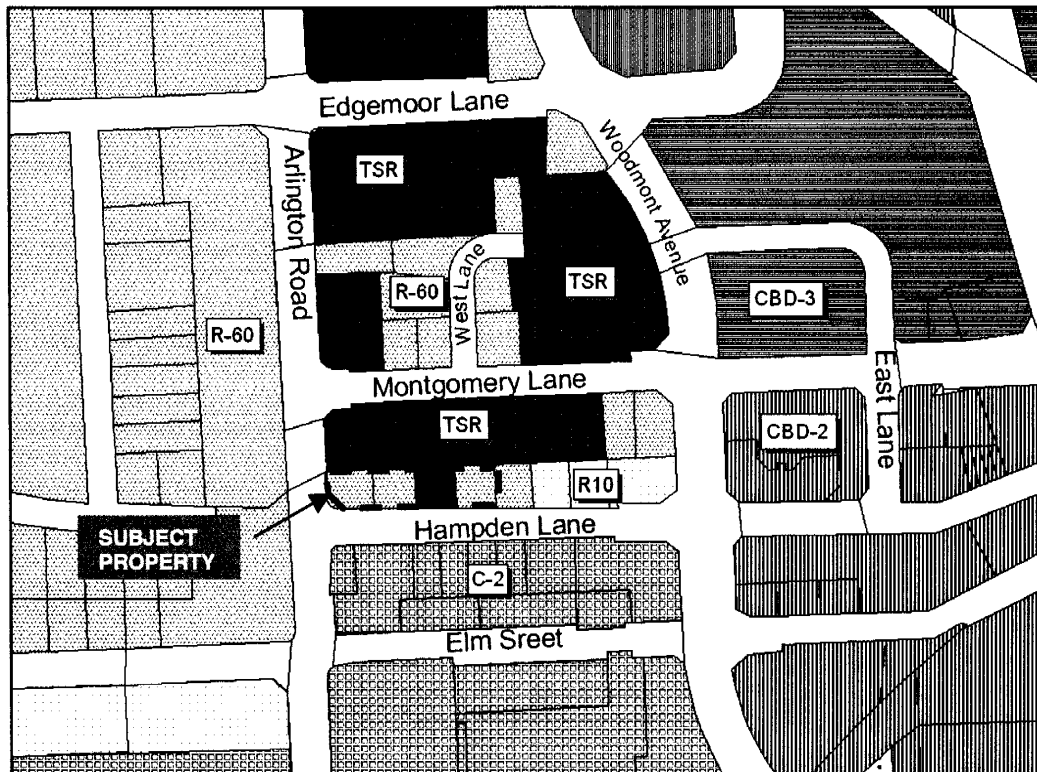 Edgemoor Lane
Woodmont Avenue
Arlington Road
TSR
West Lane
R-60
TSR
CBD-3
R-60
Montgomery Lane
East Lane
TSR
CBD-2
R10
SUBJECT
PROPERTY
Hampden Lane
C-2
Elm Sreet